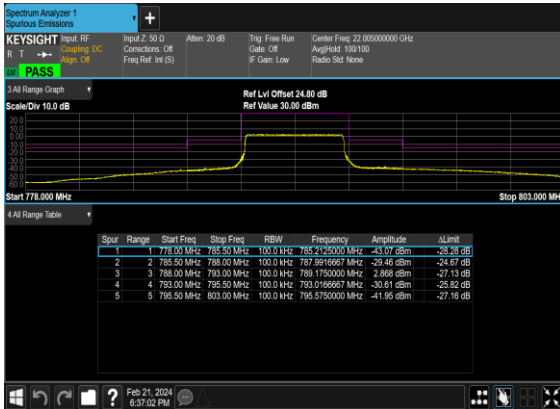 Spectrum Analyzer 1
Spurious Emissions
+
KEYSIGHT
R T
LV PASS
Input: RF
Coupling: DC
Align: Off
Input Z: 50 Ω
Corrections: Off
Freq Ref: Int (S)
Atten: 20 dB
Trig: Free Run
Gate: Off
IF Gain: Low
Center Freq: 22.005000000 GHz
Avg|Hold: 100/100
Radio Std: None
3 All Range Graph
Scale/Div 10.0 dB
Ref Lvl Offset 24.80 dB
Ref Value 30.00 dBm
20.0
10.0
0.00
-10.0
-20.0
-30.0
-40.0
-50.0
-60.0
Start 778.000 MHz
Stop 803.000 MH
4 All Range Table
Spur Range Start Freq Stop Freq RBW Frequency Amplitude ΔLimit
1 1 778.00 MHz 785.50 MHz 100.0 kHz 785.2125000 MHz -43.07 dBm -28.28 dB
2 2 785.50 MHz 788.00 MHz 100.0 kHz 787.9916667 MHz -29.46 dBm -24.67 dB
3 3 788.00 MHz 793.00 MHz 100.0 kHz 789.1750000 MHz 2.868 dBm -27.13 dB
4 4 793.00 MHz 795.50 MHz 100.0 kHz 793.0166667 MHz -30.61 dBm -25.82 dB
5 5 795.50 MHz 803.00 MHz 100.0 kHz 795.5750000 MHz -41.95 dBm -27.16 dB
?
Feb 21, 2024
6:37:02 PM